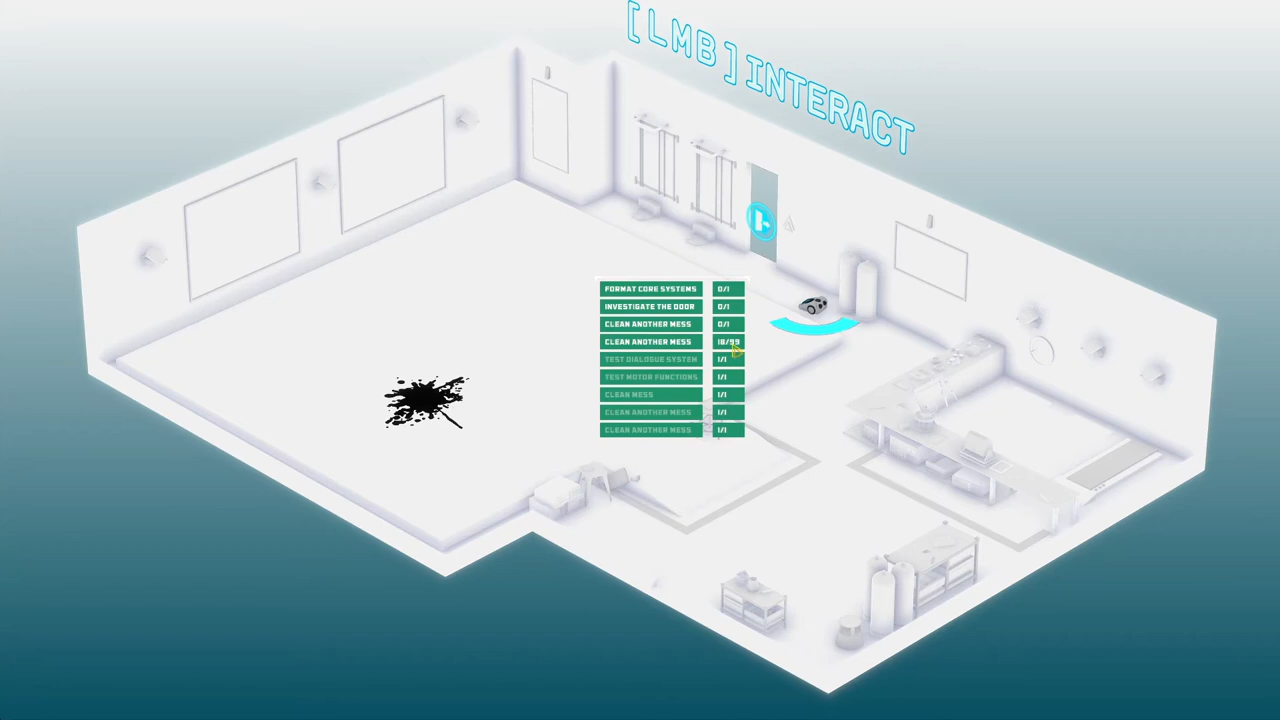 [LMB] INTERACT
FORMAT CORE SYSTEMS 0/1
INVESTIGATE THE DOOR 0/1
CLEAN ANOTHER MESS 0/1
CLEAN ANOTHER MESS 18/99
TEST DIALOGUE SYSTEM 1/1
TEST MOTOR FUNCTIONS 1/1
CLEAN MESS 1/1
CLEAN ANOTHER MESS 1/1
CLEAN ANOTHER MESS 1/1